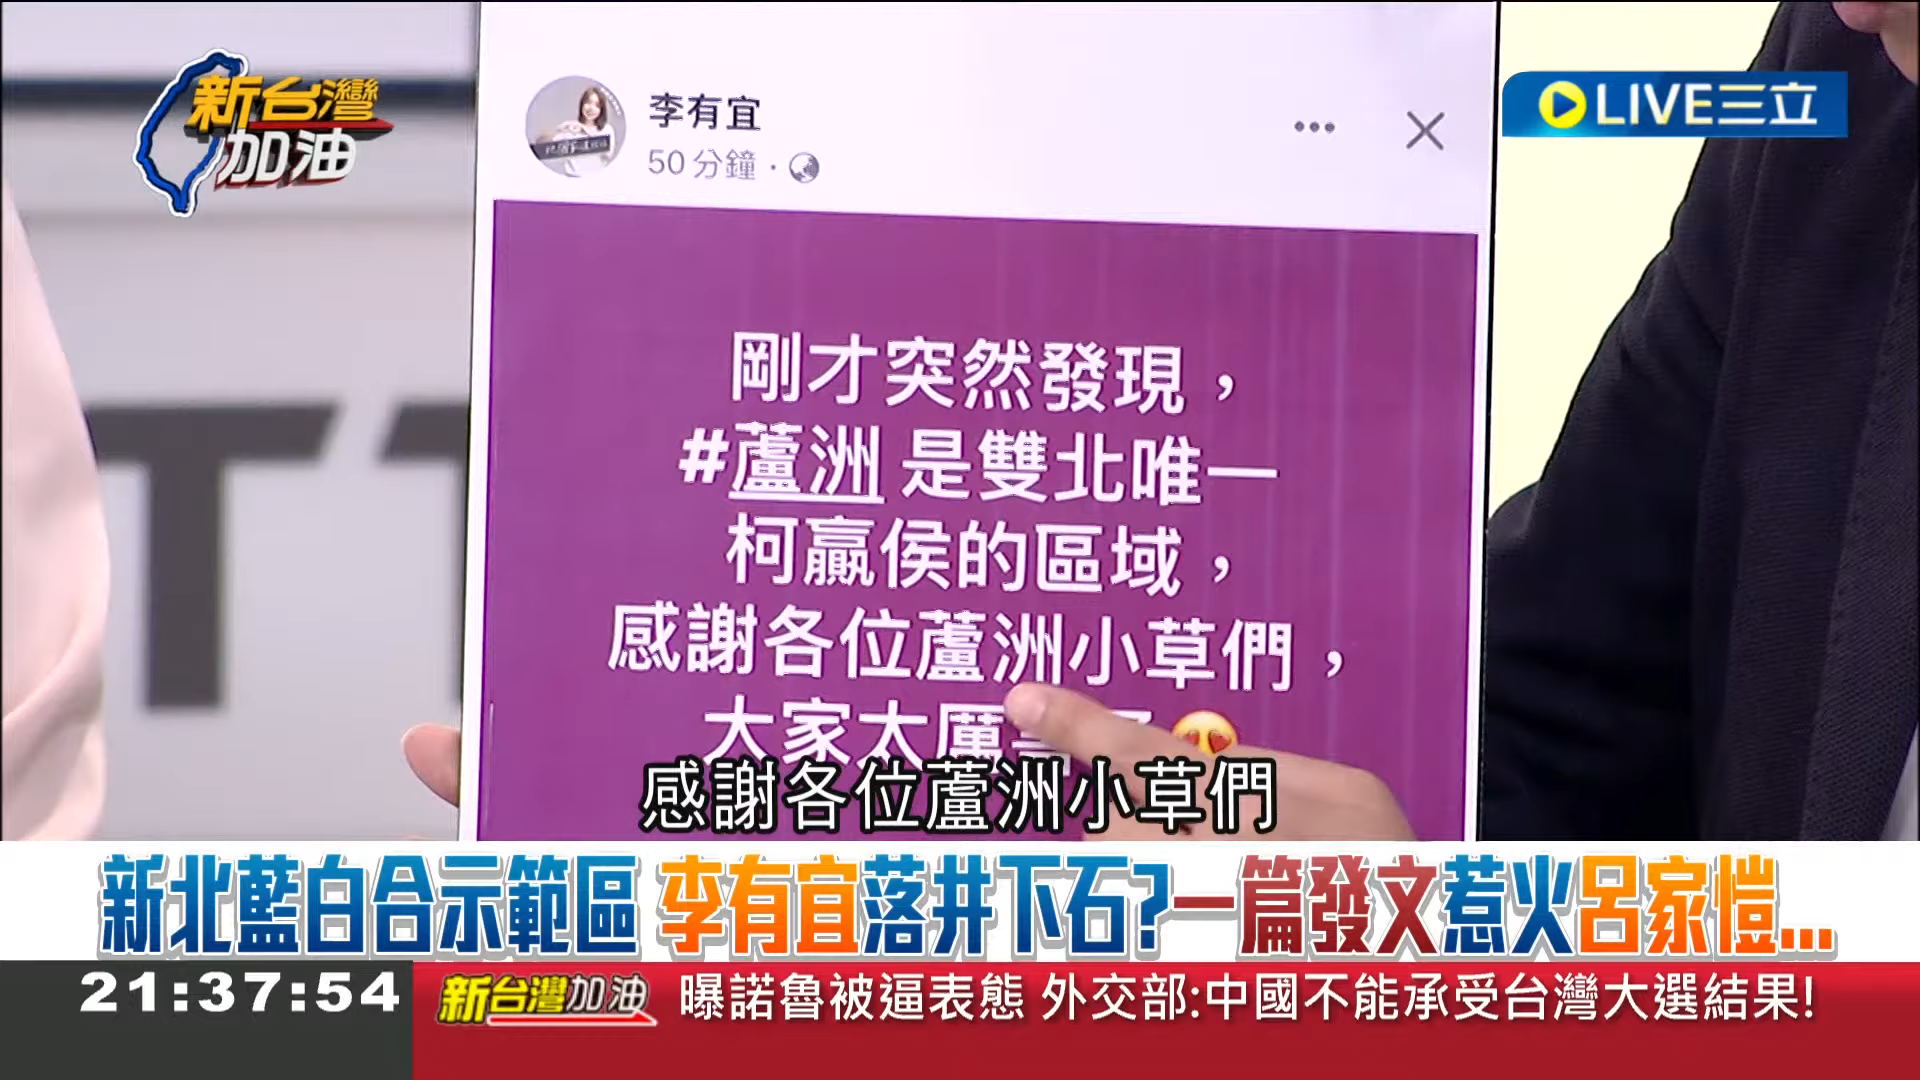 新台灣
加油
LIVE三立
李有宜
50分鐘
剛才突然發現，
#蘆洲 是雙北唯一
柯贏侯的區域，
感謝各位蘆洲小草們，
大家太厲害
感謝各位蘆洲小草們
新北藍白合示範區 李有宜落井下石?一篇發文惹火呂家愷...
21:37:54
新台灣加油
曝諾魯被逼表態 外交部:中國不能承受台灣大選結果!